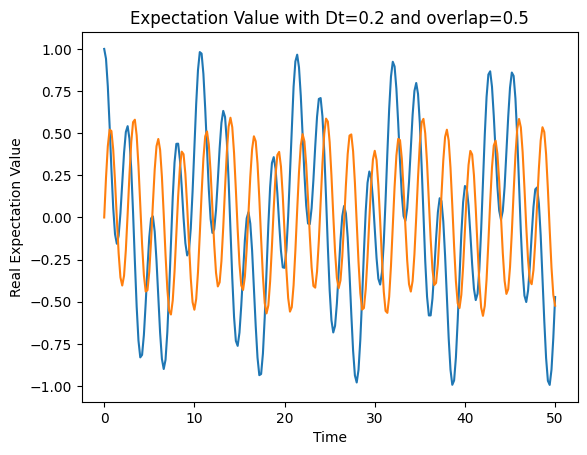 Expectation Value with Dt=0.2 and overlap=0.5
1.00
0.75
0.50
0.25
0.00
−0.25
−0.50
−0.75
−1.00
Real Expectation Value
0 10 20 30 40 50
Time